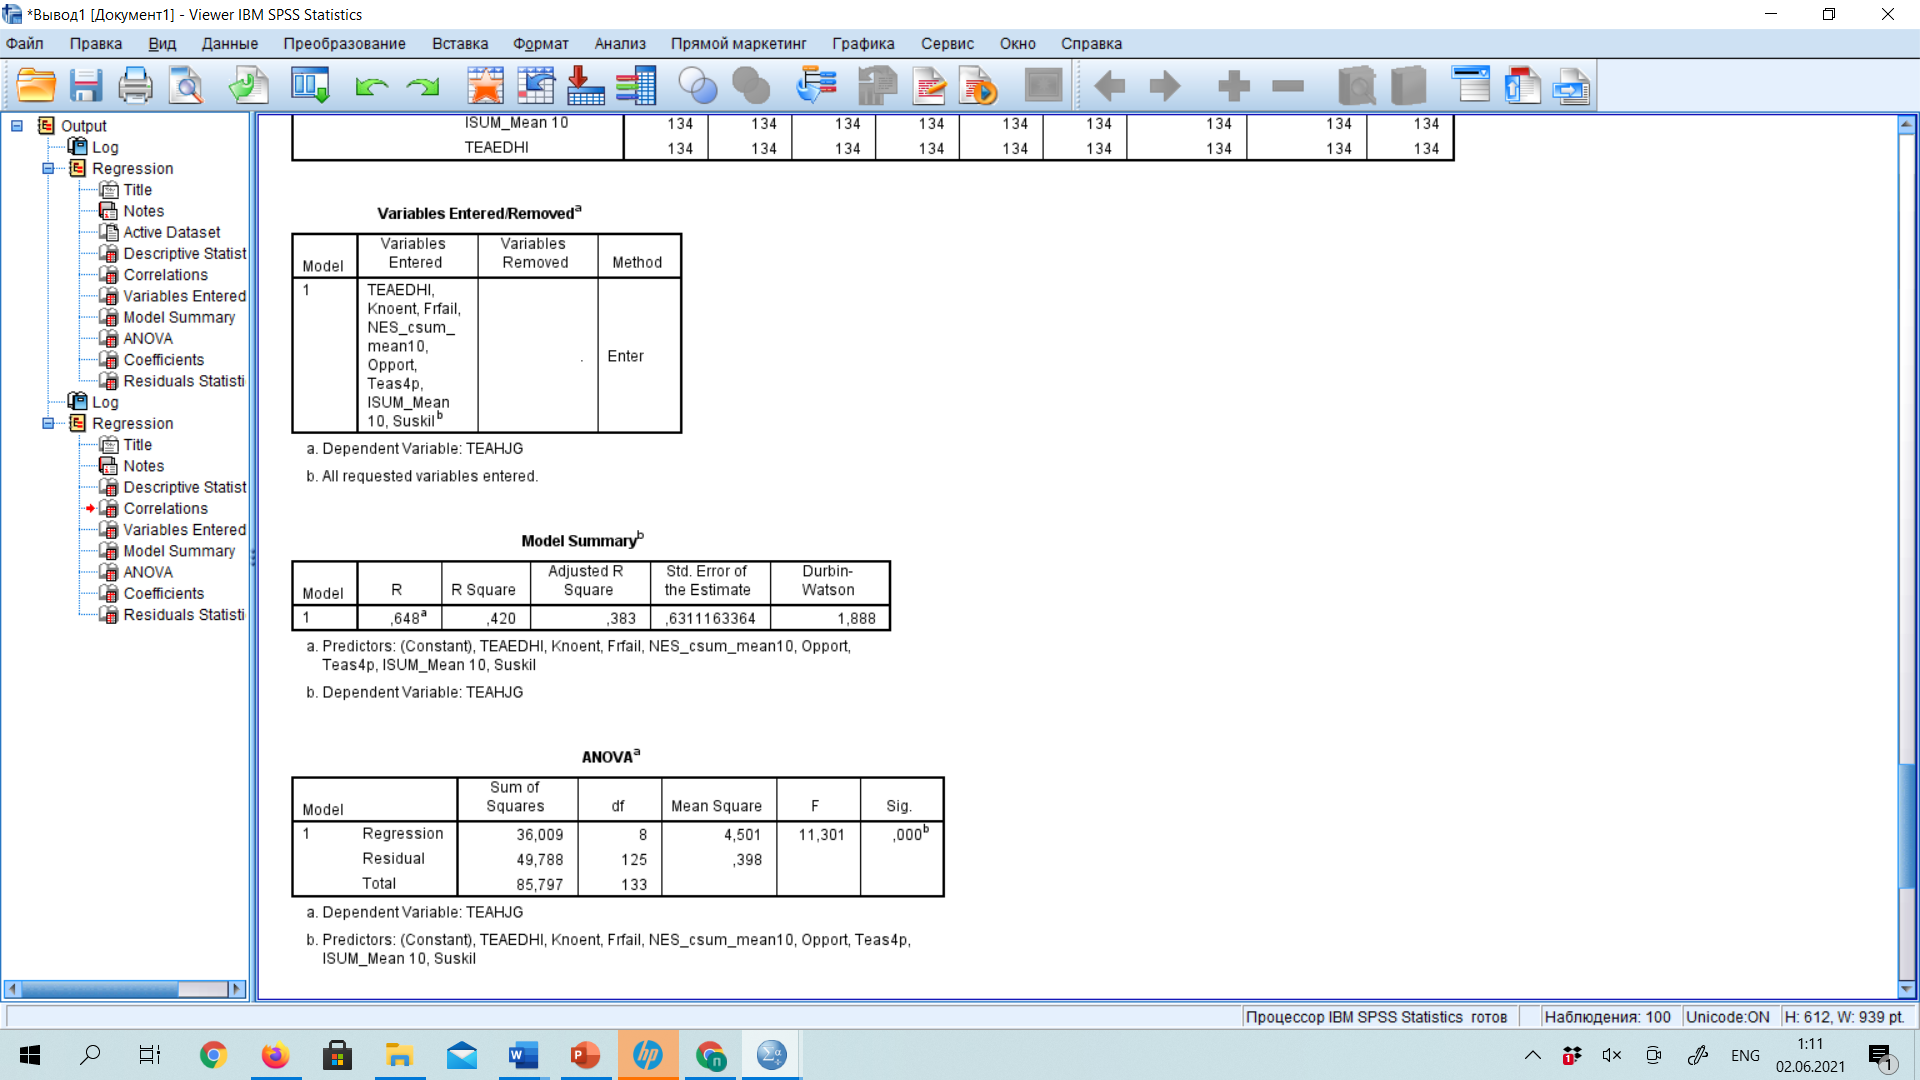 *Вывод1 [Документ1] - Viewer IBM SPSS Statistics
Файл Правка Вид Данные Преобразование Вставка Формат Анализ Прямой маркетинг Графика Сервис Окно Справка
Output
Log
Regression
Title
Notes
Active Dataset
Descriptive Statist
Correlations
Variables Entered
Model Summary
ANOVA
Coefficients
Residuals Statisti
Log
Regression
Title
Notes
Descriptive Statist
Correlations
Variables Entered
Model Summary
ANOVA
Coefficients
Residuals Statisti
ISUM_Mean 10 134 134 134 134 134 134 134 134 134
TEAEDHI 134 134 134 134 134 134 134 134 134
Variables Entered/Removedᵃ
Model Variables Entered Variables Removed Method
1 TEAEDHI, . Enter
Knoent, Frfail,
NES_csum_
mean10,
Opport,
Teas4p,
ISUM_Mean
10, Suskilᵇ
a. Dependent Variable: TEAHJG
b. All requested variables entered.
Model Summaryᵇ
Model R R Square Adjusted R Square Std. Error of the Estimate Durbin-Watson
1 ,648ᵃ ,420 ,383 ,6311163364 1,888
a. Predictors: (Constant), TEAEDHI, Knoent, Frfail, NES_csum_mean10, Opport,
Teas4p, ISUM_Mean 10, Suskil
b. Dependent Variable: TEAHJG
ANOVAᵃ
Model Sum of Squares df Mean Square F Sig.
1 Regression 36,009 8 4,501 11,301 ,000ᵇ
Residual 49,788 125 ,398
Total 85,797 133
a. Dependent Variable: TEAHJG
b. Predictors: (Constant), TEAEDHI, Knoent, Frfail, NES_csum_mean10, Opport, Teas4p,
ISUM_Mean 10, Suskil
Процессор IBM SPSS Statistics готов Наблюдения: 100 Unicode:ON H: 612, W: 939 pt.
ENG
1:11
02.06.2021
1